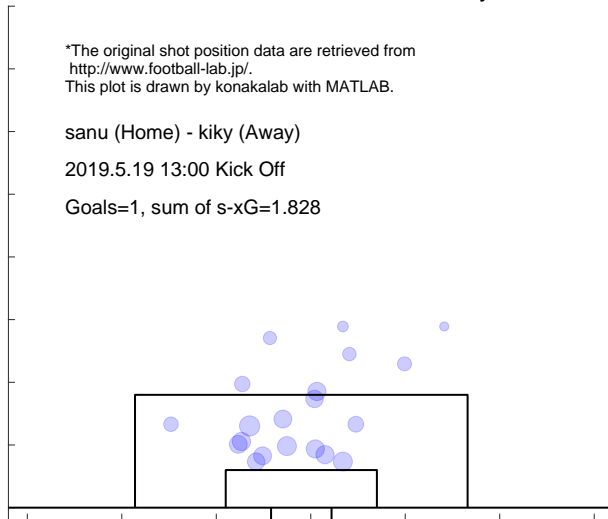 *The original shot position data are retrieved from
http://www.football-lab.jp/.
This plot is drawn by konakalab with MATLAB.
sanu (Home) - kiky (Away)
2019.5.19 13:00 Kick Off
Goals=1, sum of s-xG=1.828